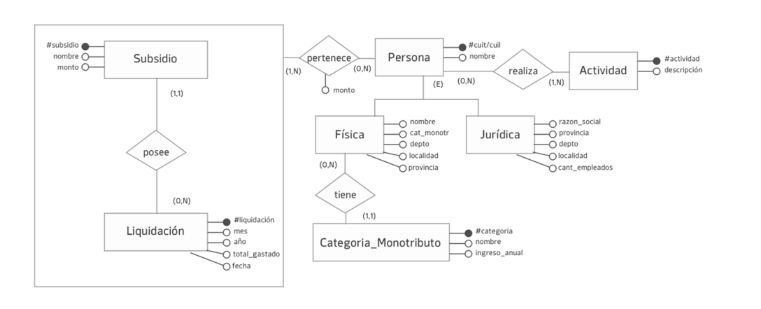 Subsidio
#subsidio
nombre
monto
(1,1)
posee
(0,N)
Liquidación
#liquidación
mes
año
total_gastado
fecha
(1,N)
pertenece
monto
(0,N)
Persona
#cuit/cuil
nombre
(E)
(0,N)
realiza
(1,N)
Actividad
#actividad
descripción
Física
nombre
cat_monotr
depto
localidad
provincia
Jurídica
razon_social
provincia
depto
localidad
cant_empleados
(0,N)
tiene
(1,1)
Categoria_Monotributo
#categoria
nombre
ingreso_anual